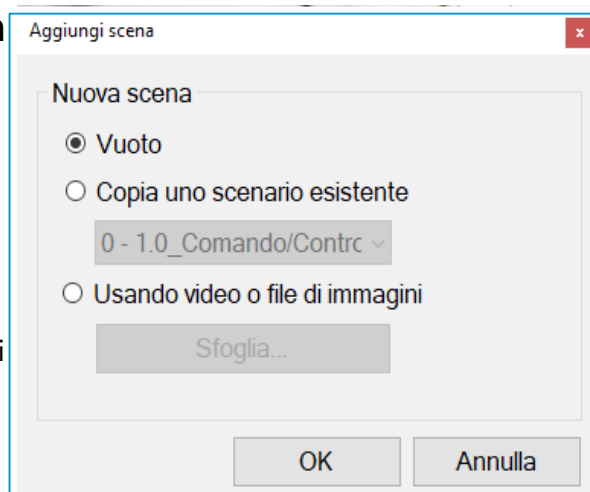 Aggiungi scena
x
Nuova scena
Vuoto
Copia uno scenario esistente
0 - 1.0_Comando/Contrc
Usando video o file di immagini
Sfoglia...
i
OK
Annulla